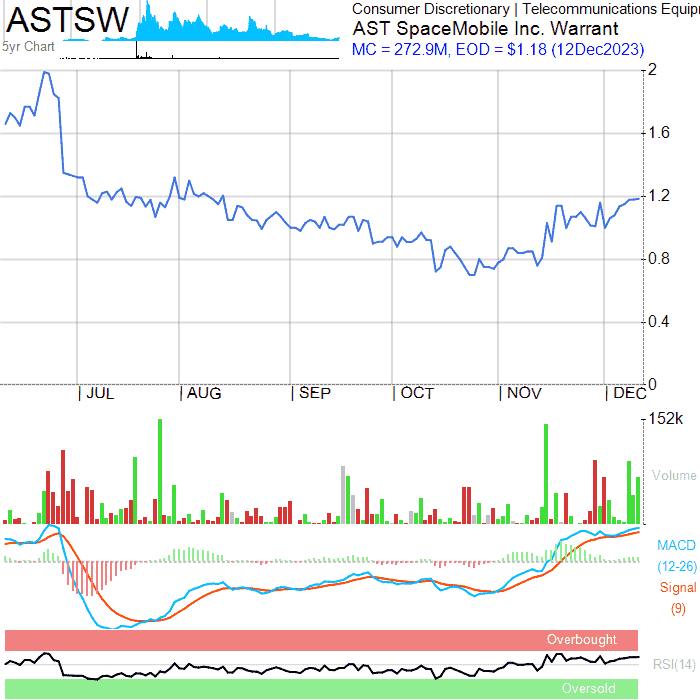 ASTSW
Consumer Discretionary | Telecommunications Equip
AST SpaceMobile Inc. Warrant
5yr Chart
MC = 272.9M, EOD = $1.18 (12Dec2023)
2
1.6
1.2
0.8
0.4
0
JUL AUG SEP OCT NOV DEC
152k
Volume
MACD
(12-26)
Signal
(9)
Overbought
RSI(14)
Oversold